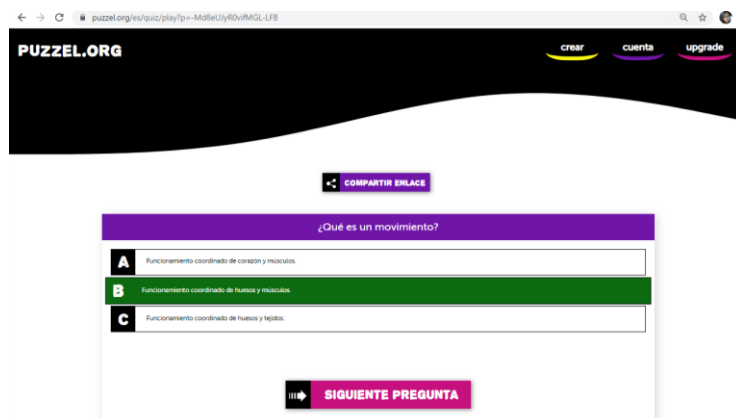 puzzel.org/es/quiz/play?p=-Md8eUJyR0vifMGL-LF8
PUZZEL.ORG
crear cuenta upgrade
COMPARTIR ENLACE
¿Qué es un movimiento?
A Funcionamiento coordinado de corazón y músculos.
B Funcionamiento coordinado de huesos y músculos.
C Funcionamiento coordinado de huesos y tejidos.
SIGUIENTE PREGUNTA